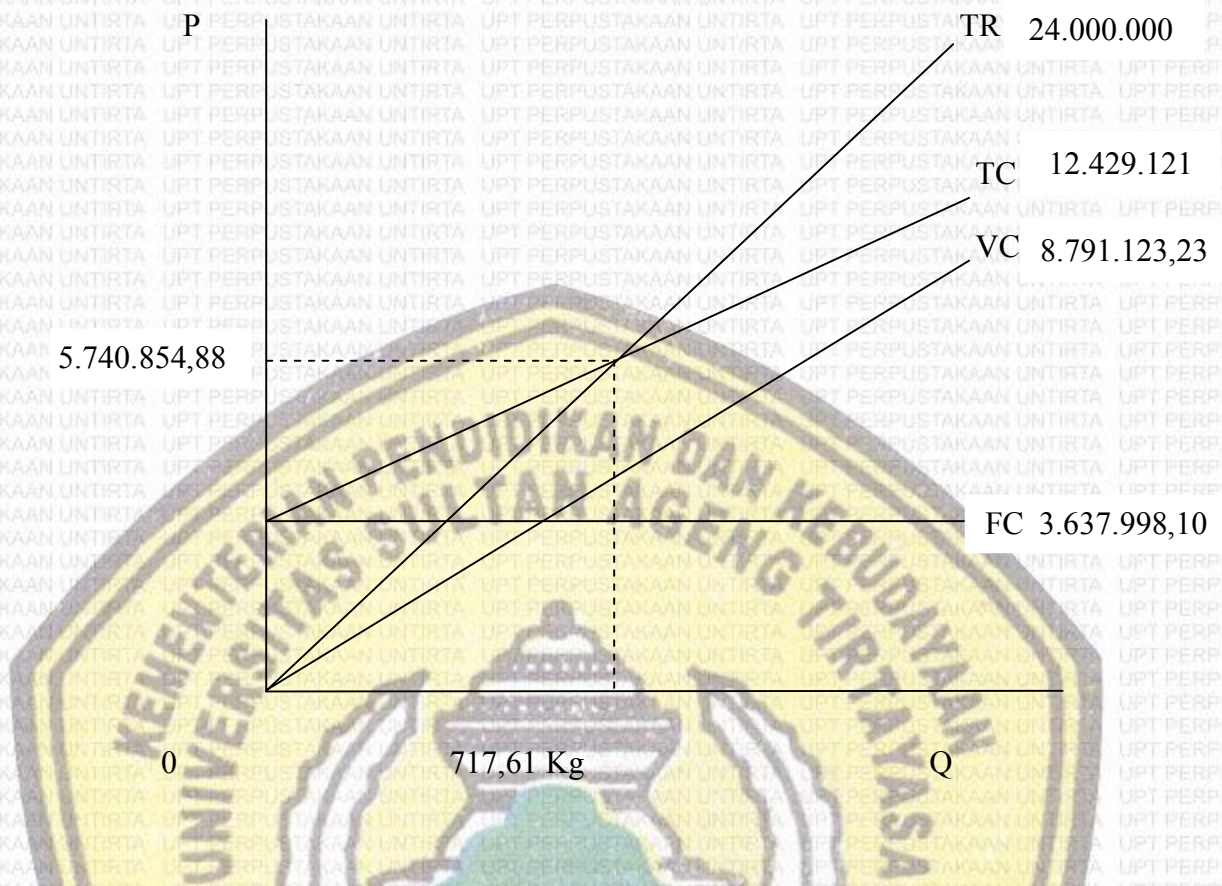 P
TR 24.000.000
TC 12.429.121
VC 8.791.123,23
5.740.854,88
FC 3.637.998,10
0 717,61 Kg Q
KEMENTERIAN PENDIDIKAN DAN KEBUDAYAAN
UNIVERSITAS SULTAN AGENG TIRTAYASA
UPT PERPUSTAKAAN UNTIRTA